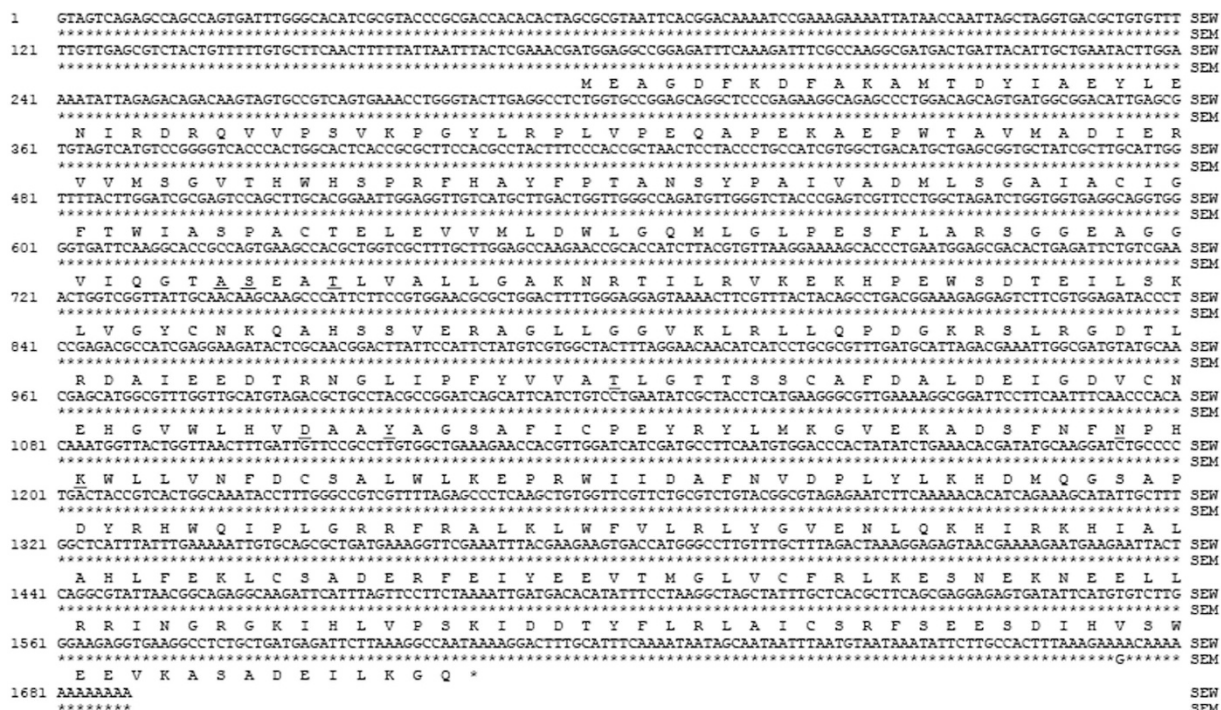 1 GTAGTCAGAGCCAGCCAGTGATTTGGGCACATCGCGTACCCGCGACCACACACTAGCGCGTAATTCACGGACAAAATCCGAAAGAAAATTATAACCAATTAGCTAGGTGACGCTGTGTTT SEW
************************************************************************************************************************ SEM
121 TTGTTGAGCGTCTACTGTTTTTGTGCTTCAACTTTTTATTAATTTACTCGAAACGATGGAGGCCGGAGATTTCAAAGATTTCGCCAAGGCGATGACTGATTACATTGCTGAATACTTGGA SEW
************************************************************************************************************************ SEM
M E A G D F K D F A K A M T D Y I A E Y L E
241 AAATATTAGAGACAGACAAGTAGTGCCGTCAGTGAAACCTGGGTACTTGAGGCCTCTGGTGCCGGAGCAGGCTCCCGAGAAGGCAGAGCCCTGGACAGCAGTGATGGCGGACATTGAGCG SEW
************************************************************************************************************************ SEM
N I R D R Q V V P S V K P G Y L R P L V P E Q A P E K A E P W T A V M A D I E R
361 TGTAGTCATGTCCGGGGTCACCCACTGGCACTCACCGCGCTTCCACGCCTACTTCCCCACCGCTAACTCCTACCCTGCCATCGTGGCTGACATGCTGAGCGGTGCTATCGCTTGCATTGG SEW
************************************************************************************************************************ SEM
V V M S G V T H W H S P R F H A Y F P T A N S Y P A I V A D M L S G A I A C I G
481 TTTTACTTGGATCGCGAGTCCAGCTTGCACGGAATTGGAGGTTGTCATGCTTGACTGGTTGGGCCAGATGTTGGGTCTACCCGAGTCGTTCCTGGCTAGATCTGGTGGTGAGGCAGGTGG SEW
************************************************************************************************************************ SEM
F T W I A S P A C T E L E V V M L D W L G Q M L G L P E S F L A R S G G E A G G
601 GGTGATTCAAGGCACCGCCAGTGAAGCCACGCTGGTCGCTTTGCTTGGAGCCAAGAACCGCACCATCTTACGTGTTAAGGAAAAGCACCCTGAATGGAGCGACACTGAGATTCTGTCGAA SEW
************************************************************************************************************************ SEM
V I Q G T A S E A T L V A L L G A K N R T I L R V K E K H P E W S D T E I L S K
721 ACTGGTCGGTTATTGCAACAAGCAAGCCCATTCTTCCGTGGAACGCGCTGGACTTTTGGGAGGAGTAAAACTTCGTTTACTACAGCCTGACGGAAAGAGGAGTCTTCGTGGAGATACCCT SEW
************************************************************************************************************************ SEM
L V G Y C N K Q A H S S V E R A G L L G G V K L R L L Q P D G K R S L R G D T L
841 CCGAGACGCCATCGAGGAAGATACTCGCAACGGACTTATTCCATTCTATGTCGTGGCTACTTTAGGAACAACATCATCCTGCGCGTTTGATGCATTAGACGAAATTGGCGATGTATGCAA SEW
************************************************************************************************************************ SEM
R D A I E E D T R N G L I P F Y V V A T L G T T S S C A F D A L D E I G D V C N
961 CGAGCATGGCGTTTGGTTGCATGTAGACGCTGCCTACGCCGGATCAGCATTCATCTGTCCTGAATATCGCTACCTCATGAAGGGCGTTGAAAAGGCGGATTCCTTCAATTTCAACCCACA SEW
************************************************************************************************************************ SEM
E H G V W L H V D A A Y A G S A F I C P E Y R Y L M K G V E K A D S F N F N P H
1081 CAAATGGTTACTGGTTAACTTTGATTGTTCCGCCTTGTGGCTGAAAGAACCACGTTGGATCATCGATGCCTTCAATGTGGACCCACTATATCTGAAACACGATATGCAAGGATCTGCCCC SEW
************************************************************************************************************************ SEM
K W L L V N F D C S A L W L K E P R W I I D A F N V D P L Y L K H D M Q G S A P
1201 TGACTACCGTCACTGGCAAATACCTTTGGGCCGTCGTTTTAGAGCCCTCAAGCTGTGGTTCGTTCTGCGTCTGTACGGCGTAGAGAATCTTCAAAAACACATCAGAAAGCATATTGCTTT SEW
************************************************************************************************************************ SEM
D Y R H W Q I P L G R R F R A L K L W F V L R L Y G V E N L Q K H I R K H I A L
1321 GGCTCATTTATTTGAAAAATTGTGCAGCGCTGATGAAAGGTTCGAAATTTACGAAGAAGTGACCATGGGCCTTGTTTGCTTTAGACTAAAGGAGAGTAACGAAAAGAATGAAGAATTACT SEW
************************************************************************************************************************ SEM
A H L F E K L C S A D E R F E I Y E E V T M G L V C F R L K E S N E K N E E L L
1441 CAGGCGTATTAACGGCAGAGGCAAGATTCATTTAGTTCCTTCTAAAATTGATGACACATATTTCCTAAGGCTAGCTATTTGCTCACGCTTCAGCGAGGAGAGTGATATTCATGTGTCTTG SEW
************************************************************************************************************************ SEM
R R I N G R G K I H L V P S K I D D T Y F L R L A I C S R F S E E S D I H V S W
1561 GGAAGAGGTGAAGGCCTCTGCTGATGAGATTCTTAAAGGCCAATAAAAGGACTTTGCATTTCAAAATAATAGCAATAATTTAATGTAATAAATATTCTTGCCACTTTAAAGAAAACAAAA SEW
*****************************************************************************************************************G****** SEM
E E V K A S A D E I L K G Q *
1681 AAAAAAAA SEW
******** SEM